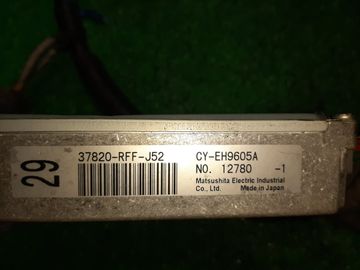 29
37820-RFF-J52
CY-EH9605A
NO. 12780 -1
Matsushita Electric Industrial
Co., Ltd. Made in Japan